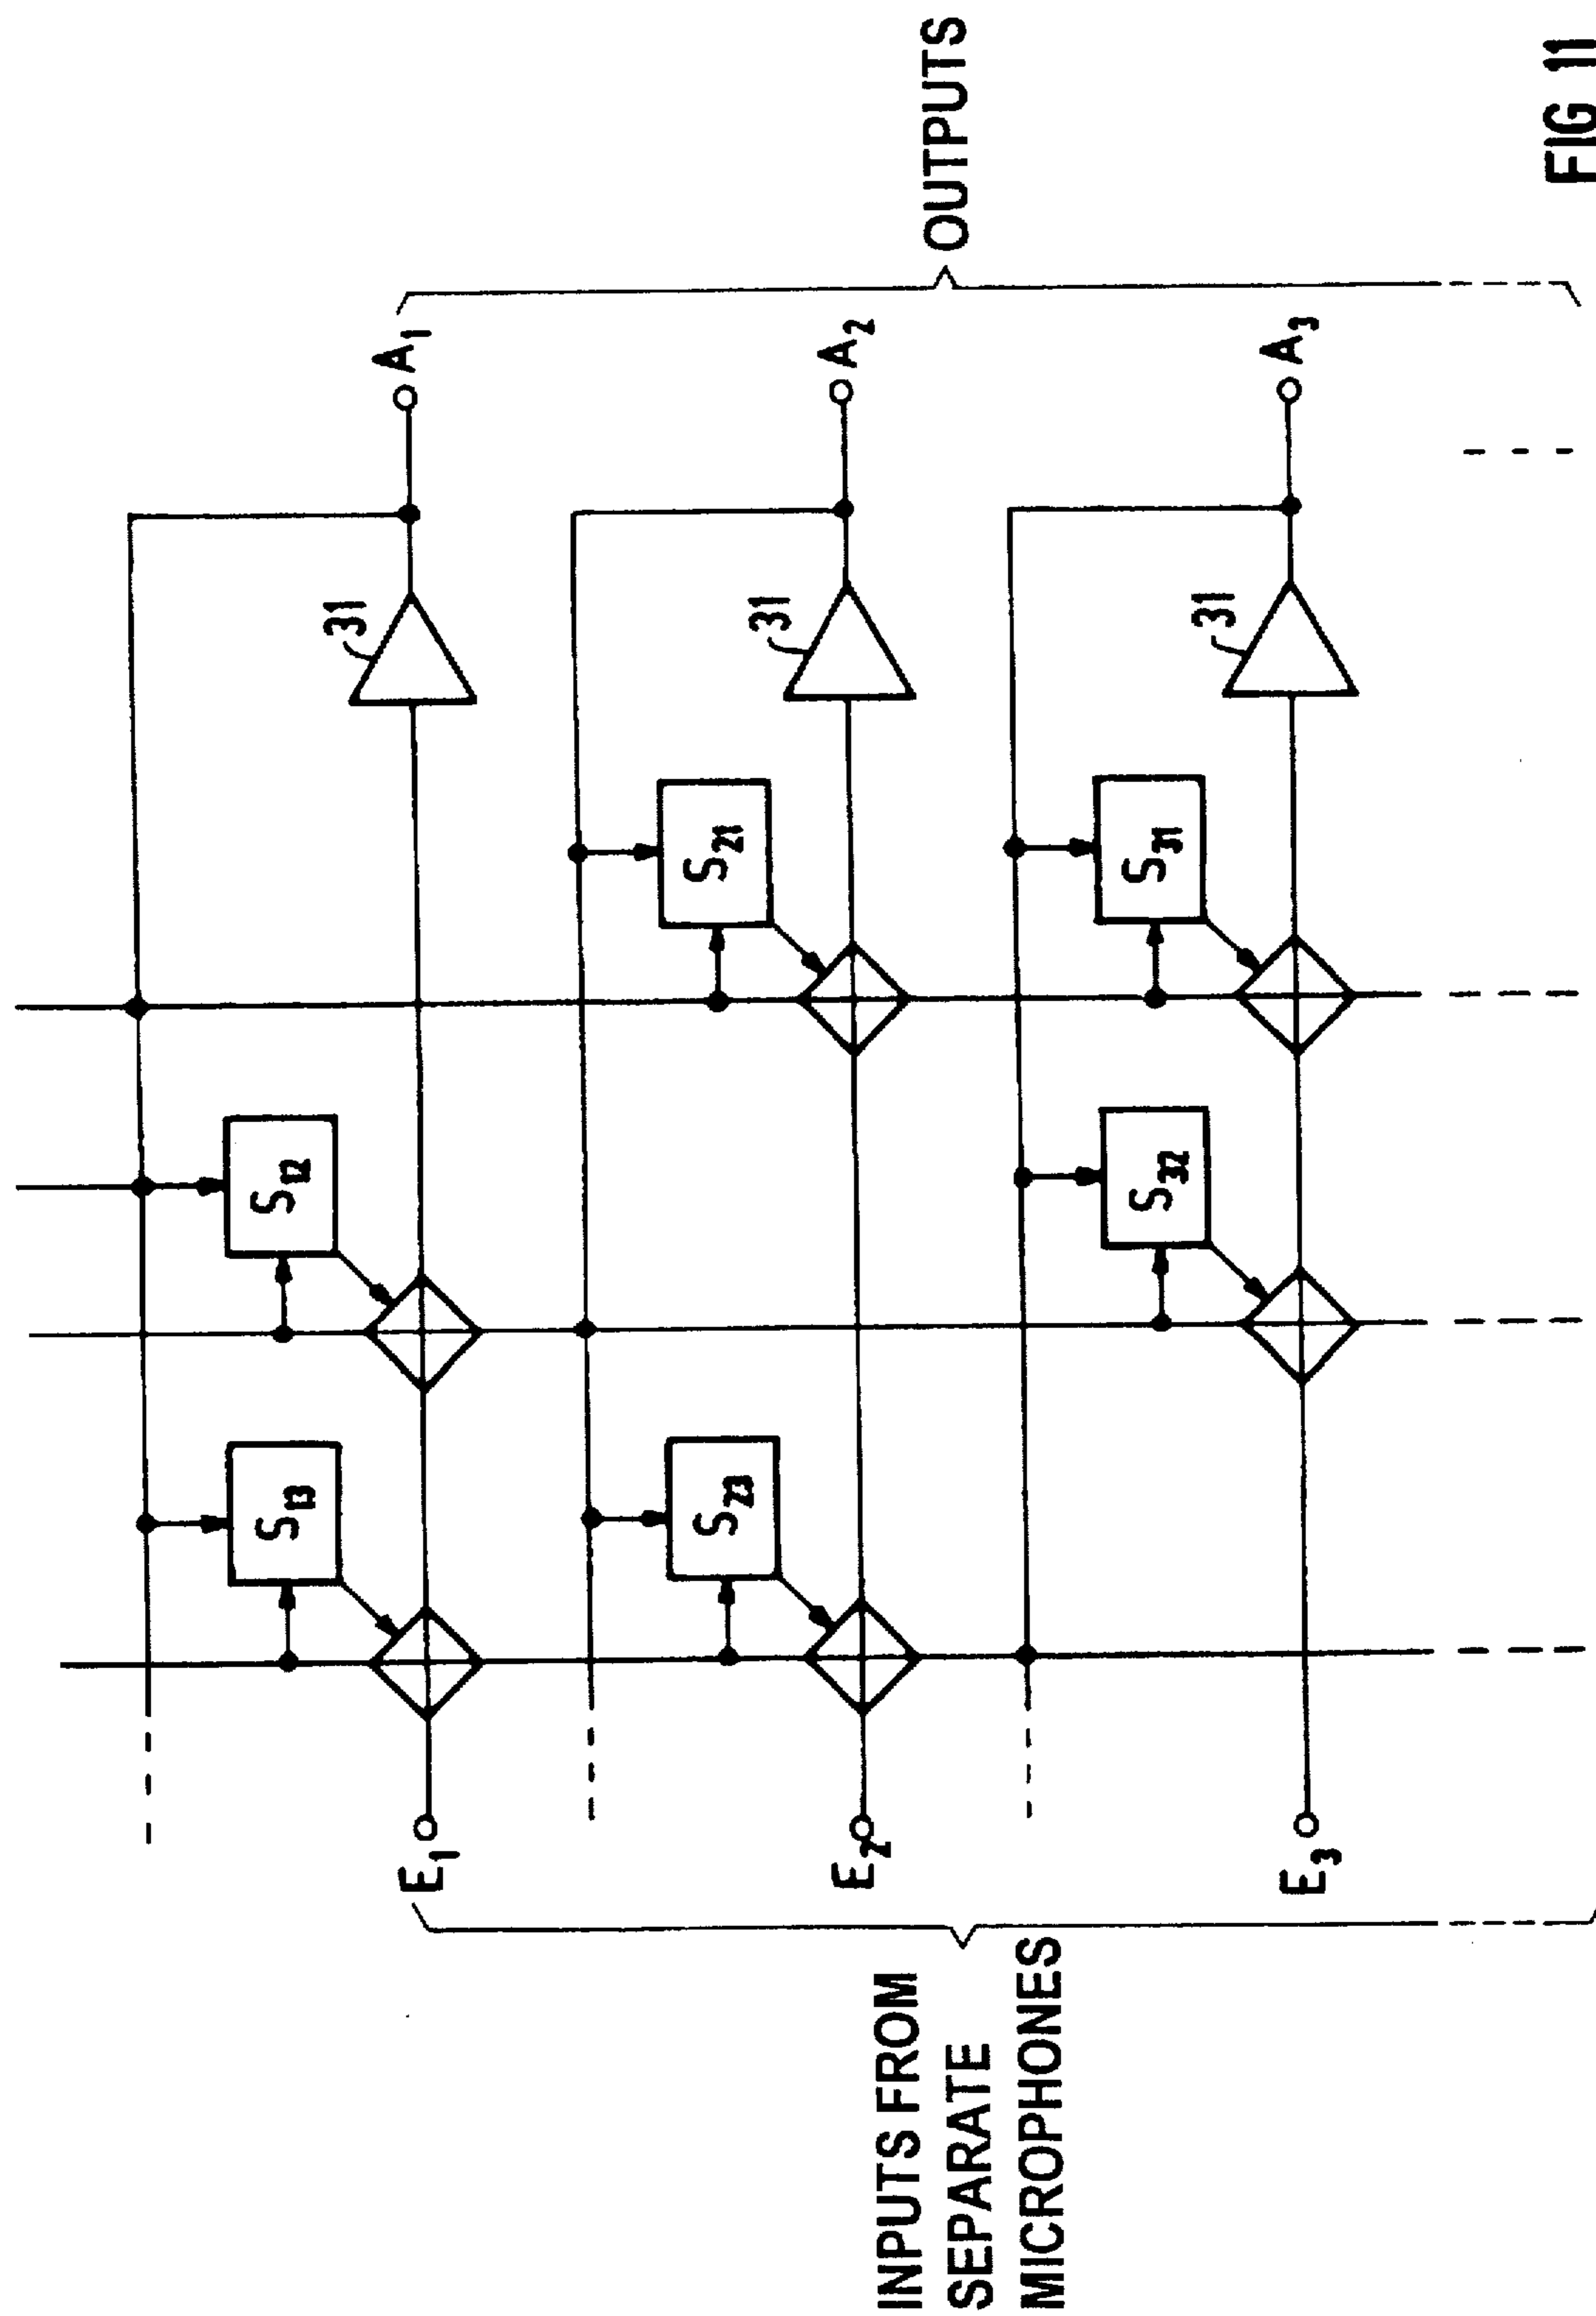 INPUTS FROM
SEPARATE
MICROPHONES
E1
S13
S12
31
A1
E2
S23
S21
31
A2
E3
S32
S31
31
A3
OUTPUTS
FIG 11